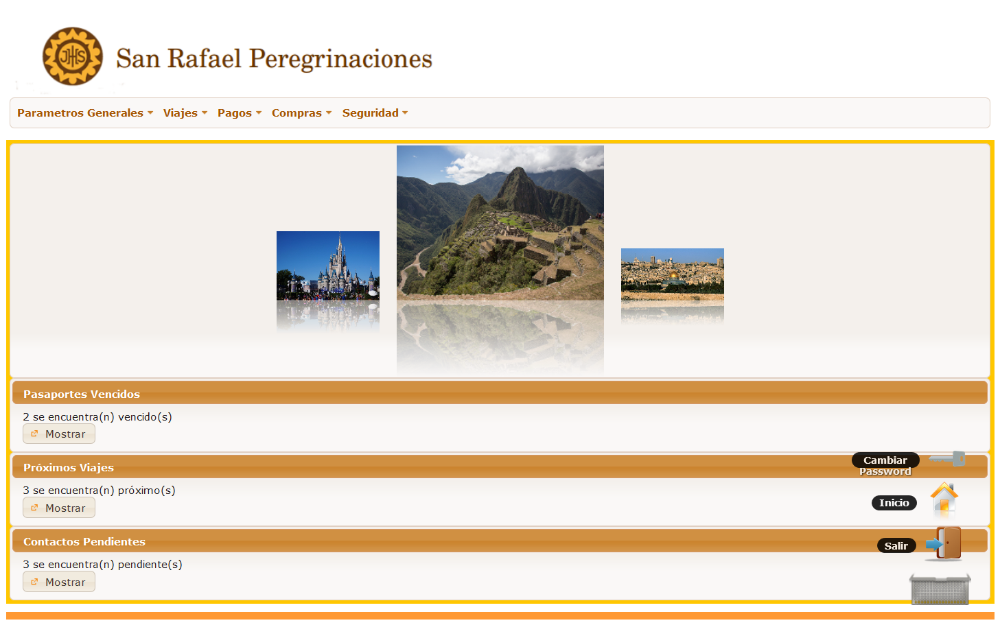 JHS
San Rafael Peregrinaciones
Parametros Generales Viajes Pagos Compras Seguridad
Pasaportes Vencidos
2 se encuentra(n) vencido(s)
Mostrar
Próximos Viajes
Cambiar
Password
3 se encuentra(n) próximo(s)
Mostrar
Inicio
Contactos Pendientes
Salir
3 se encuentra(n) pendiente(s)
Mostrar